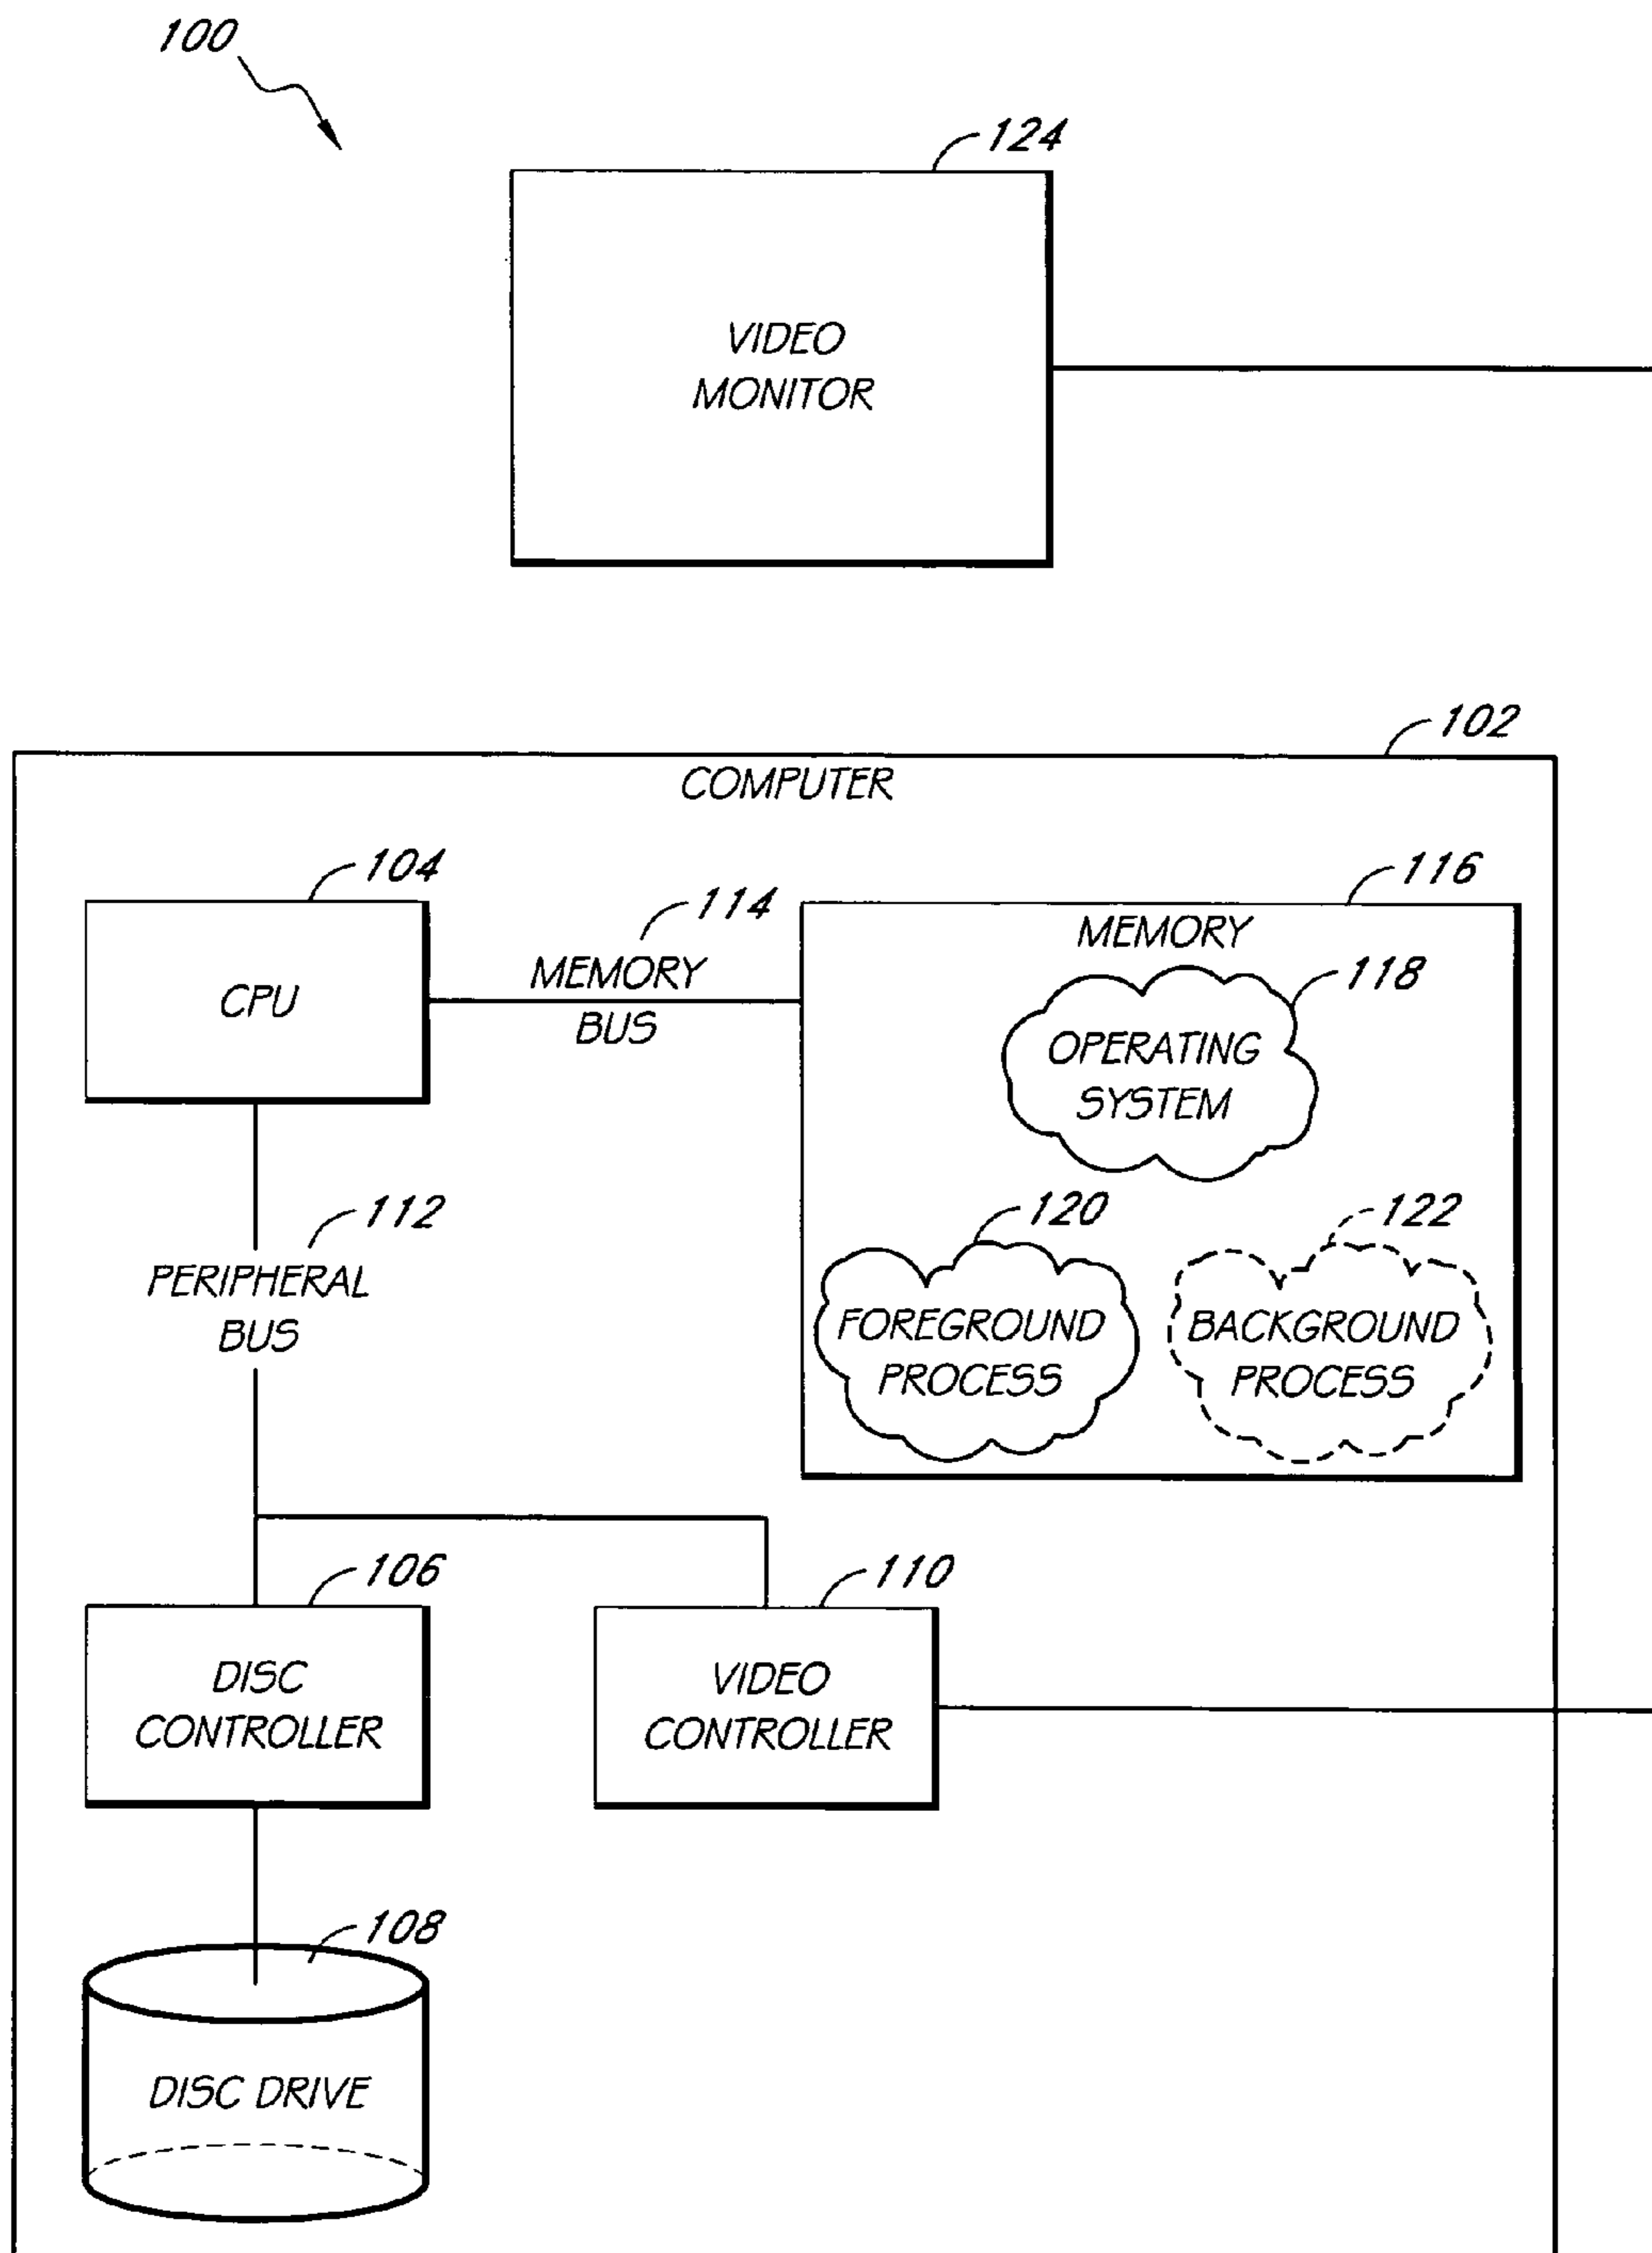 100
124
VIDEO
MONITOR
102
COMPUTER
104
CPU
114
MEMORY
BUS
116
MEMORY
118
OPERATING
SYSTEM
120
FOREGROUND
PROCESS
122
BACKGROUND
PROCESS
112
PERIPHERAL
BUS
106
DISC
CONTROLLER
110
VIDEO
CONTROLLER
108
DISC DRIVE